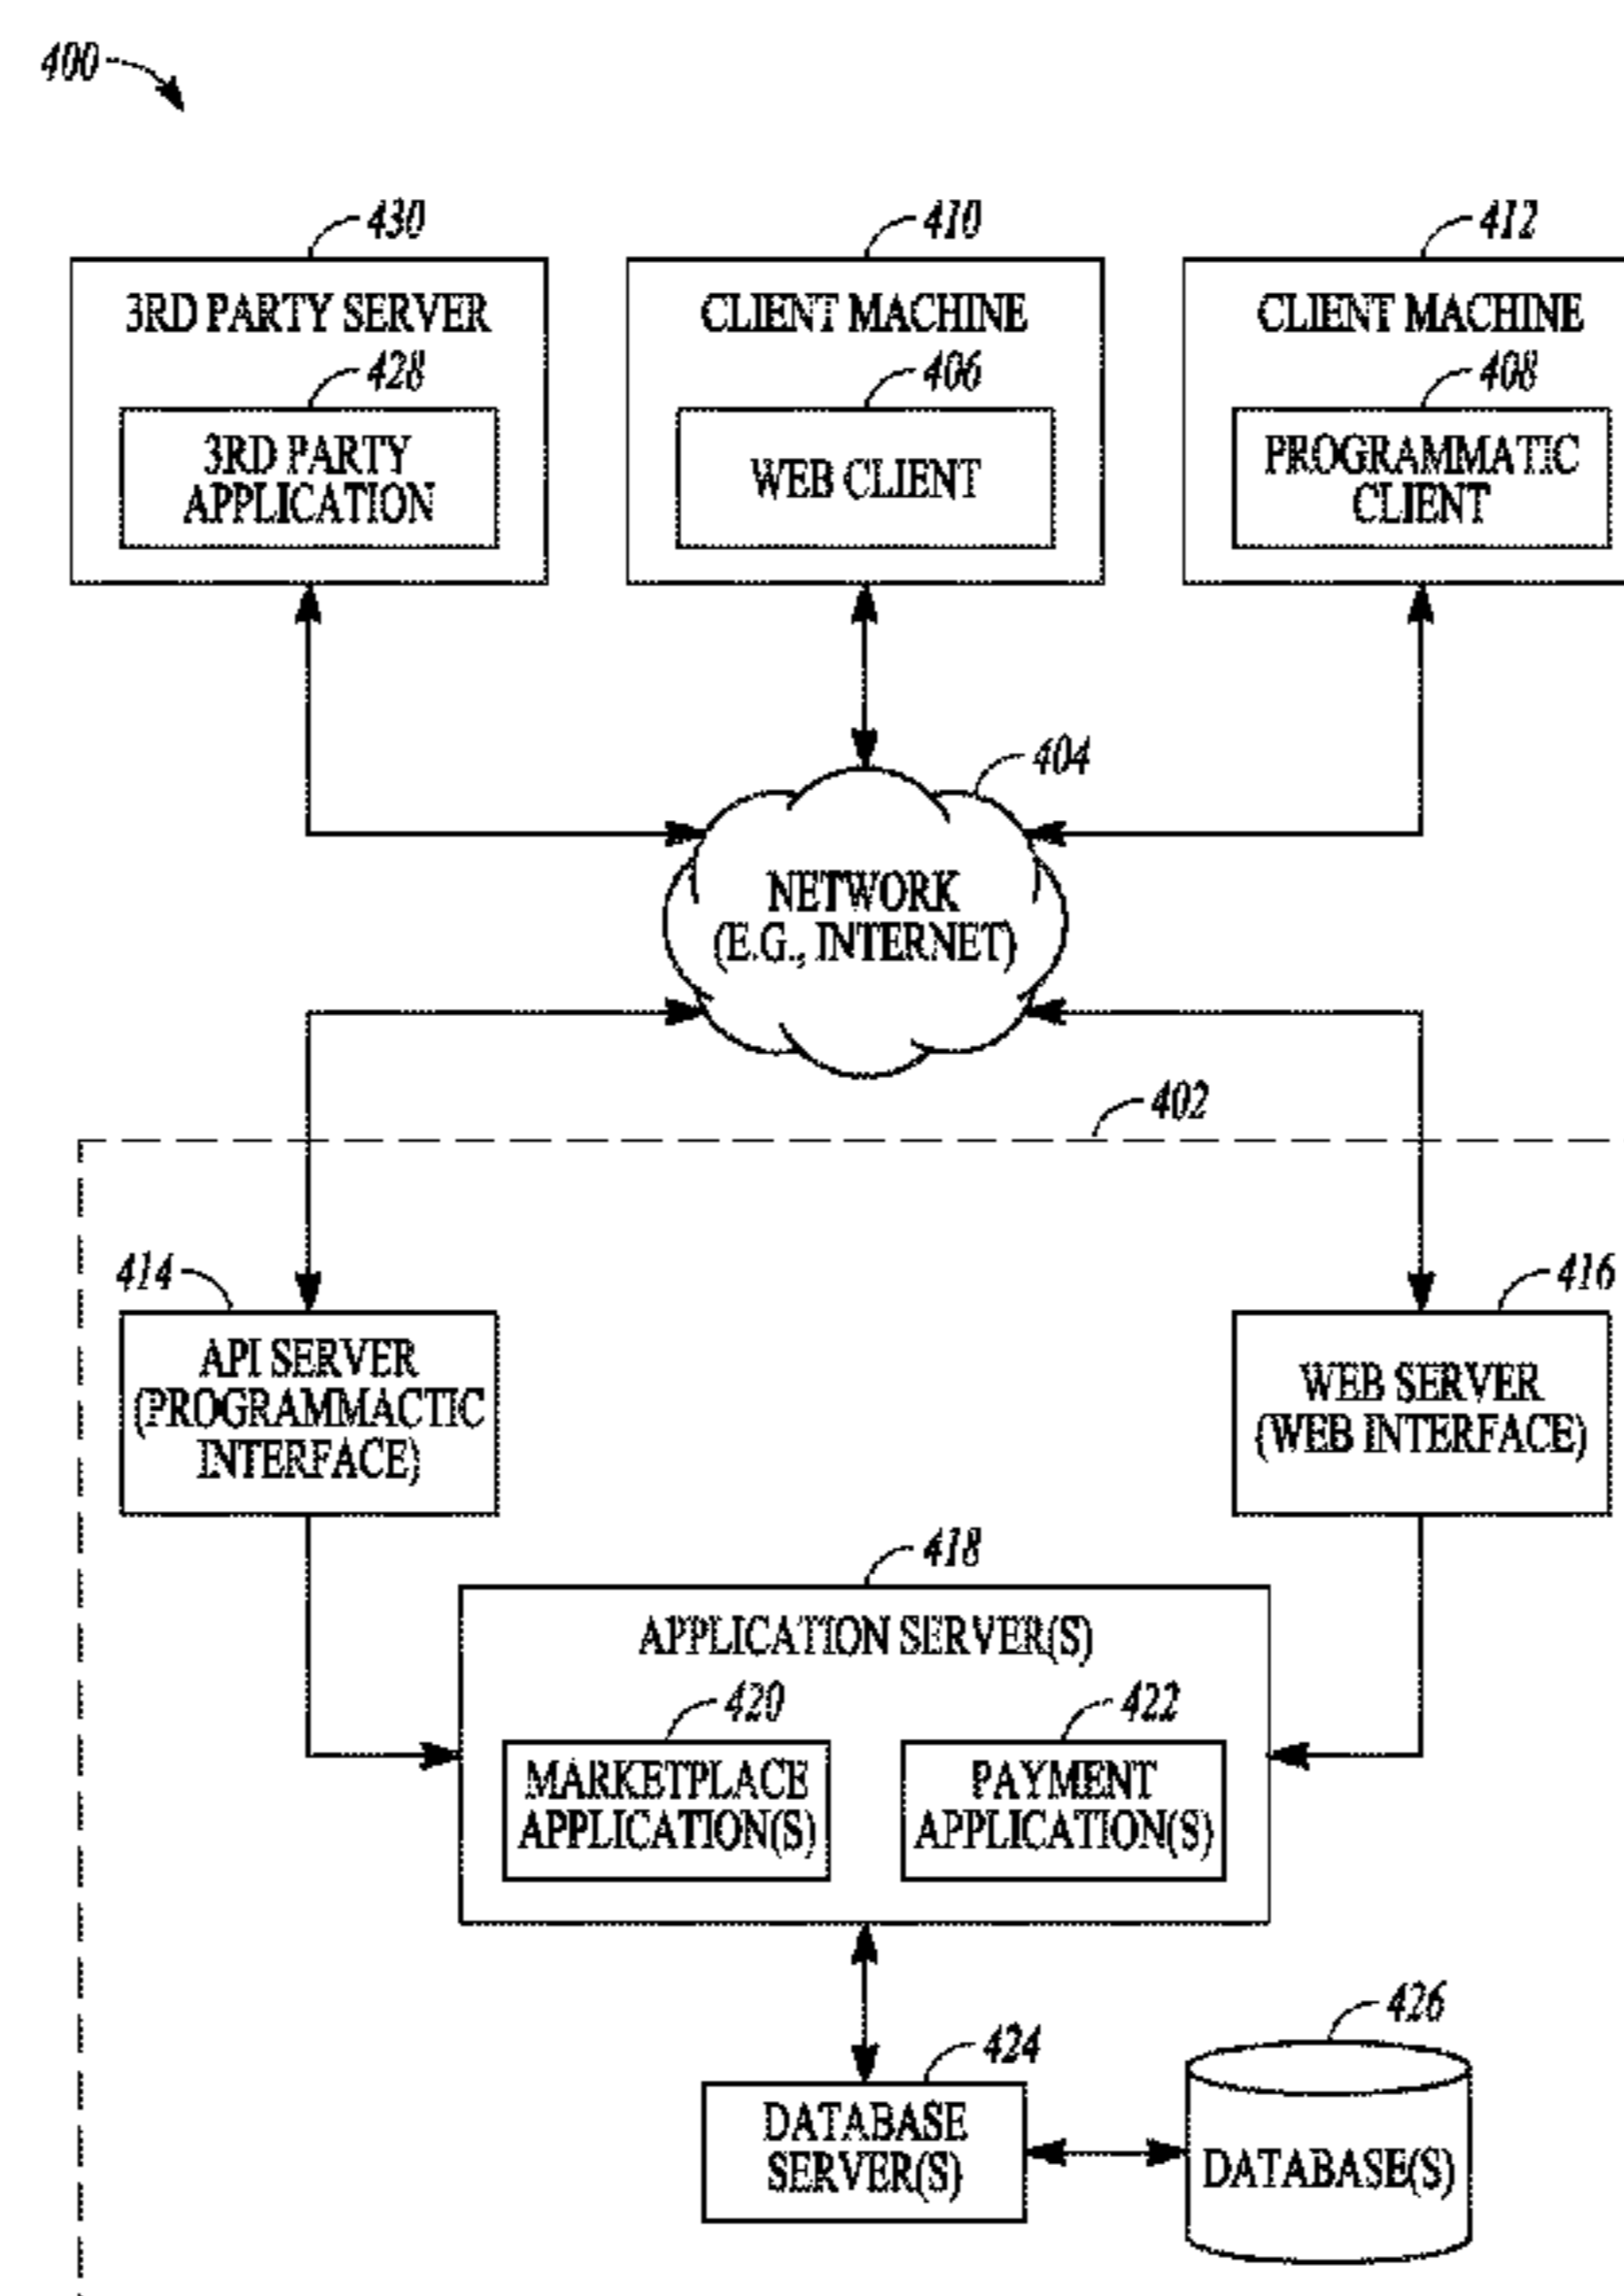 400
430
410
412
3RD PARTY SERVER
CLIENT MACHINE
CLIENT MACHINE
428
406
408
3RD PARTY
APPLICATION
WEB CLIENT
PROGRAMMATIC
CLIENT
404
NETWORK
(E.G., INTERNET)
402
414
416
API SERVER
(PROGRAMMACTIC
INTERFACE)
WEB SERVER
(WEB INTERFACE)
418
APPLICATION SERVER(S)
420
422
MARKETPLACE
APPLICATION(S)
PAYMENT
APPLICATION(S)
426
424
DATABASE
SERVER(S)
DATABASE(S)